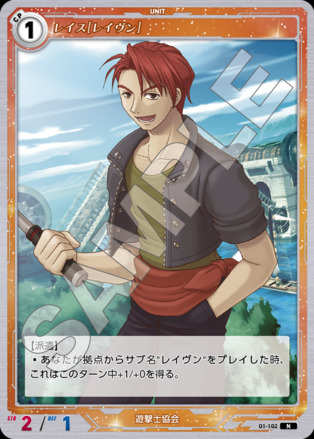 UNIT
CP
1
レイス[レイヴン]
SAMPLE
[派遣]
・あなたが拠点からサブ名"レイヴン"をプレイした時、
これはこのターン中+1/+0を得る。
2 / 1
遊撃士協会
01-102 N